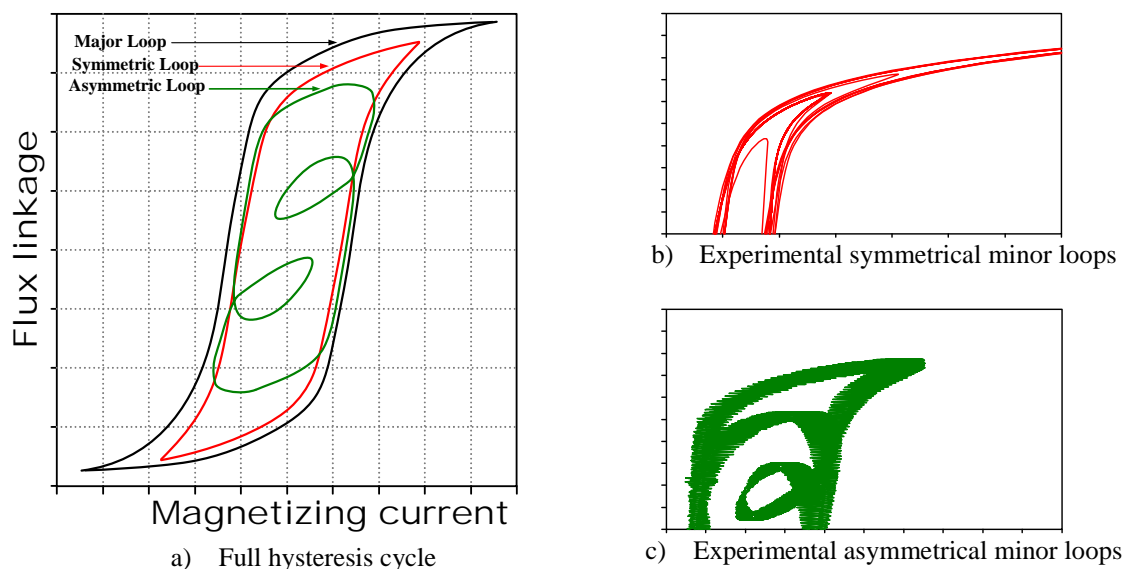 Major Loop
Symmetric Loop
Asymmetric Loop
Flux linkage
Magnetizing current
a) Full hysteresis cycle
b) Experimental symmetrical minor loops
c) Experimental asymmetrical minor loops